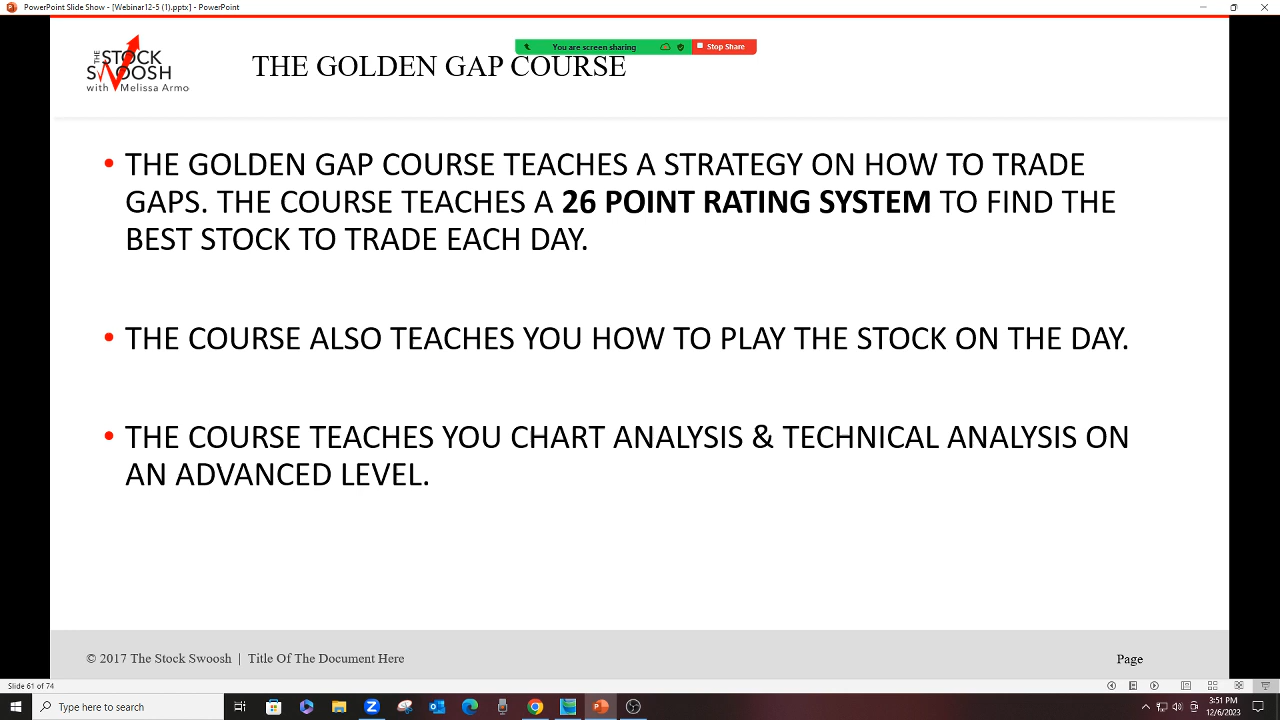 PowerPoint Slide Show - [Webinar12-5 (1).pptx] - PowerPoint
You are screen sharing
Stop Share
THE
STOCK
SWOOSH
with Melissa Armo
THE GOLDEN GAP COURSE
• THE GOLDEN GAP COURSE TEACHES A STRATEGY ON HOW TO TRADE
GAPS. THE COURSE TEACHES A 26 POINT RATING SYSTEM TO FIND THE
BEST STOCK TO TRADE EACH DAY.
• THE COURSE ALSO TEACHES YOU HOW TO PLAY THE STOCK ON THE DAY.
• THE COURSE TEACHES YOU CHART ANALYSIS & TECHNICAL ANALYSIS ON
AN ADVANCED LEVEL.
© 2017 The Stock Swoosh | Title Of The Document Here
Page
Slide 61 of 74
Type here to search
3:51 PM
12/6/2023